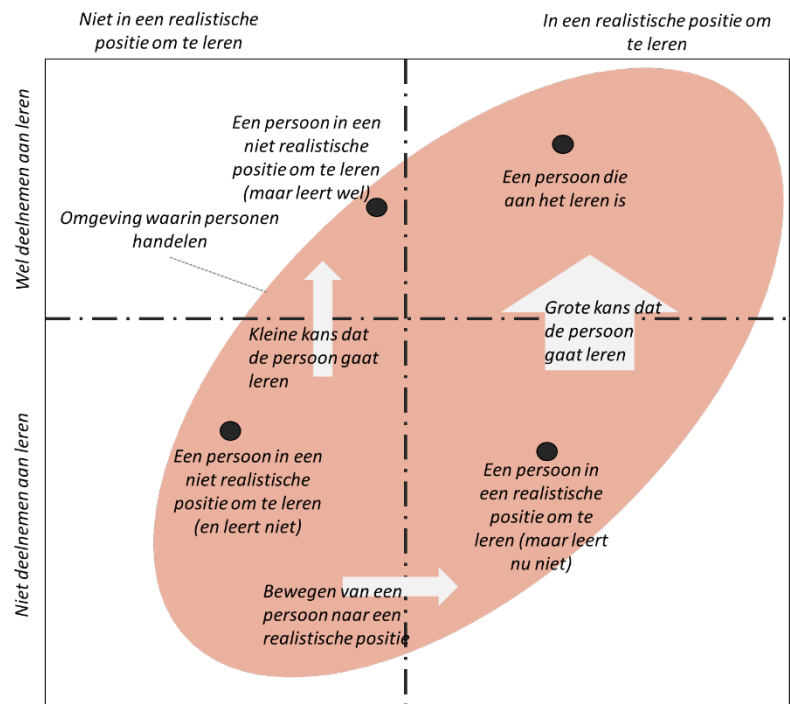 Niet in een realistische
positie om te leren
In een realistische positie om
te leren
Wel deelnemen aan leren
Niet deelnemen aan leren
Een persoon in een
niet realistische
positie om te leren
(maar leert wel)
Een persoon die
aan het leren is
Omgeving waarin personen
handelen
Kleine kans dat
de persoon gaat
leren
Grote kans dat
de persoon
gaat leren
Een persoon in een
niet realistische
positie om te leren
(en leert niet)
Een persoon in
een realistische
positie om te
leren (maar leert
nu niet)
Bewegen van een
persoon naar een
realistische positie